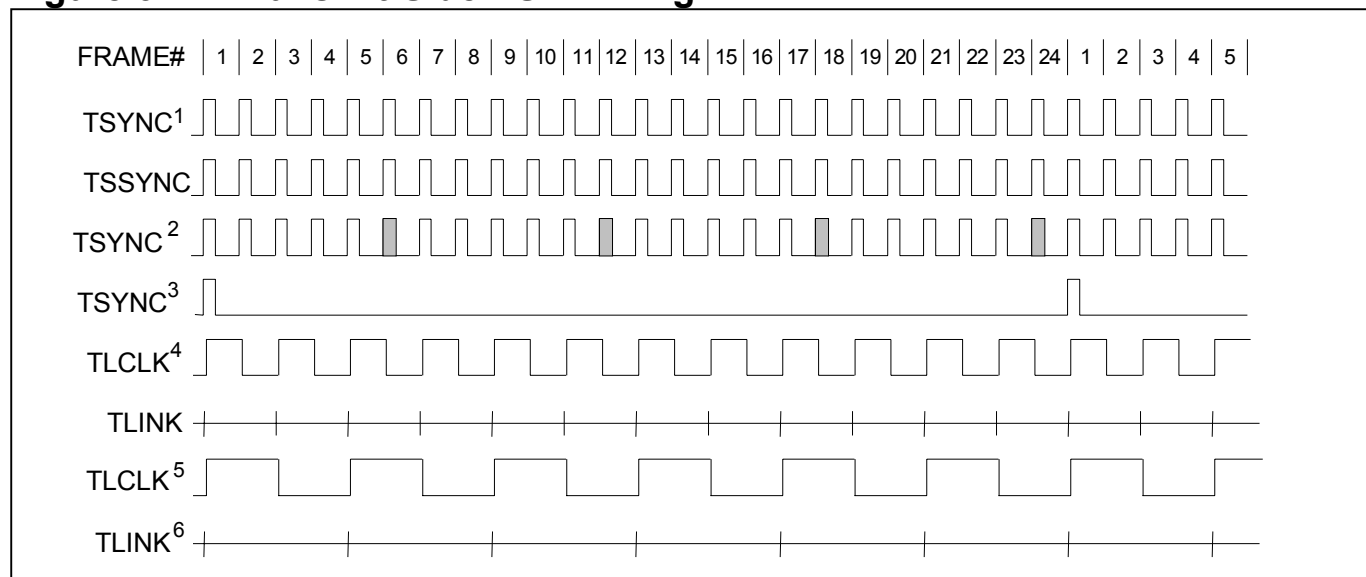 FRAME# 1 2 3 4 5 6 7 8 9 10 11 12 13 14 15 16 17 18 19 20 21 22 23 24 1 2 3 4 5
TSYNC¹
TSSYNC
TSYNC²
TSYNC³
TLCLK⁴
TLINK
TLCLK⁵
TLINK⁶